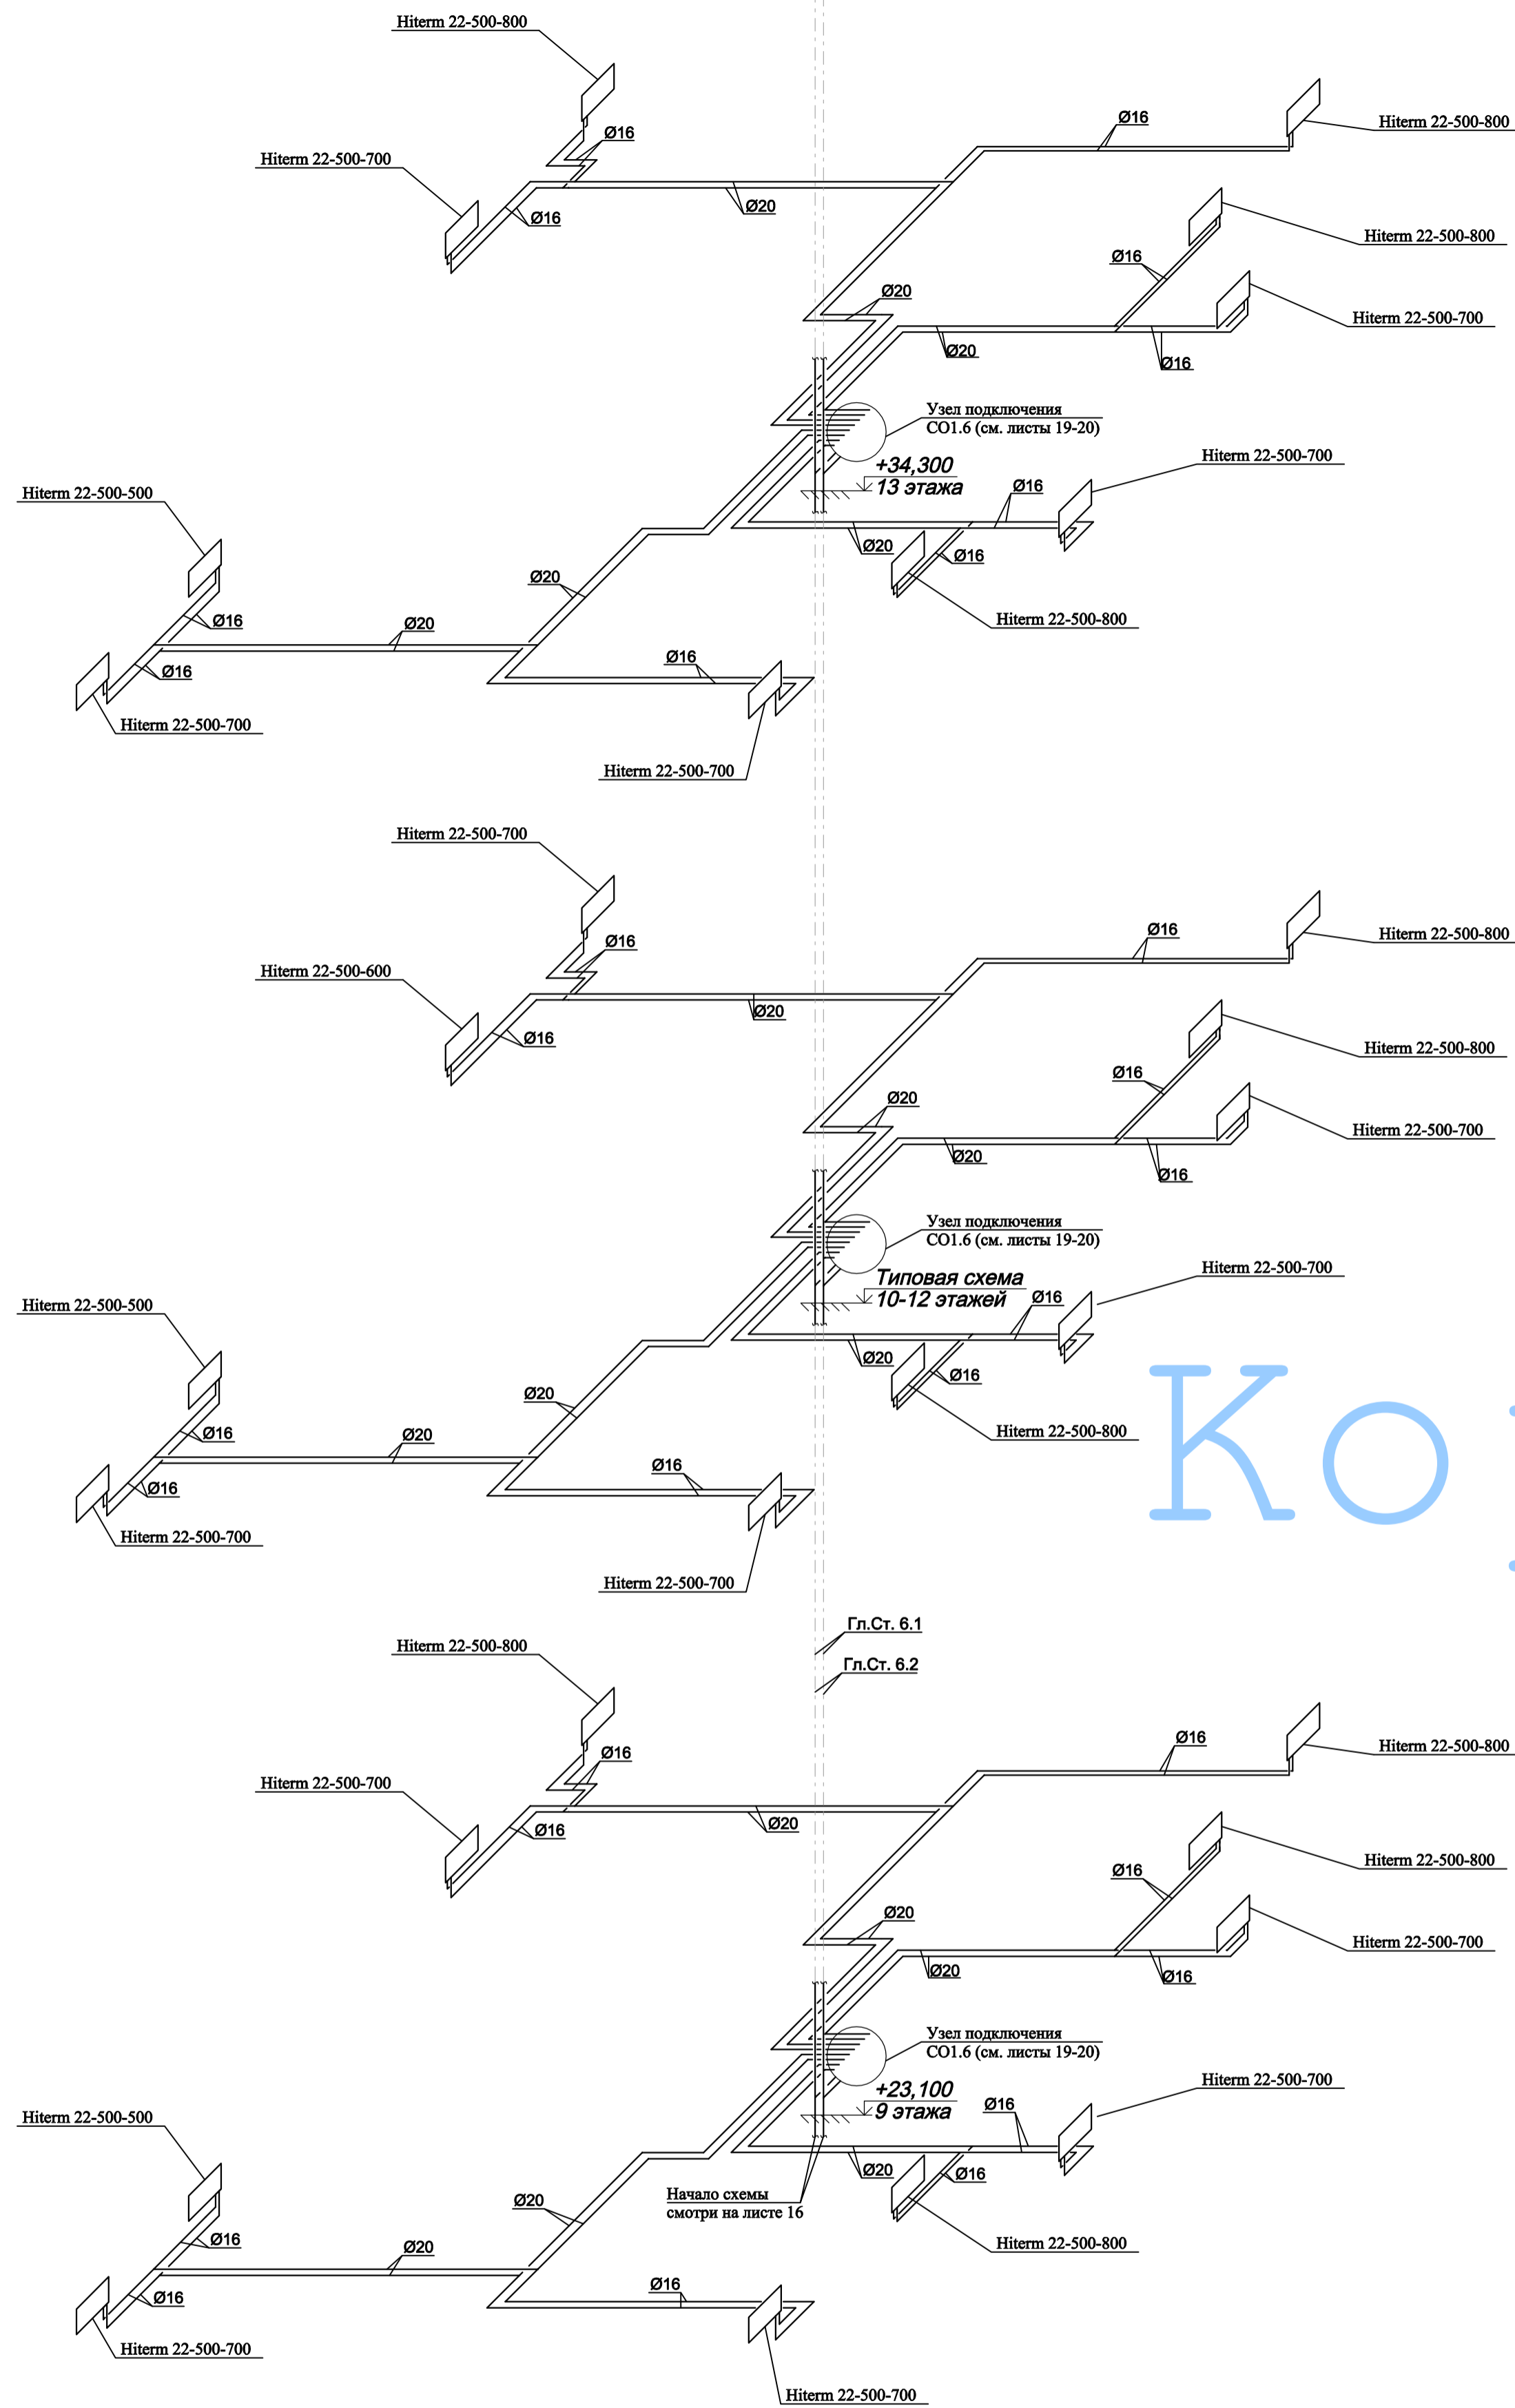 Hiterm 22-500-800
Ø16
Hiterm 22-500-800
Ø16
Hiterm 22-500-700
Ø20
Ø16
Hiterm 22-500-800
Ø16
Ø20
Hiterm 22-500-700
Ø20
Ø16
Узел подключения
СО1.6 (см. листы 19-20)
Hiterm 22-500-700
+34,300
13 этажа
Ø16
Hiterm 22-500-500
Ø20
Ø16
Ø20
Hiterm 22-500-800
Ø16
Ø20
Ø16
Ø16
Hiterm 22-500-700
Hiterm 22-500-700
Hiterm 22-500-700
Ø16
Hiterm 22-500-800
Ø16
Hiterm 22-500-600
Ø20
Ø16
Hiterm 22-500-800
Ø16
Ø20
Hiterm 22-500-700
Ø20
Ø16
Узел подключения
СО1.6 (см. листы 19-20)
Hiterm 22-500-700
Типовая схема
10-12 этажей
Ø16
Hiterm 22-500-500
Ø20
Ø16
Ø20
Hiterm 22-500-800
Ø16
Ø20
Ø16
Ø16
Hiterm 22-500-700
Hiterm 22-500-700
Ко
Гл.Ст. 6.1
Гл.Ст. 6.2
Hiterm 22-500-800
Ø16
Hiterm 22-500-800
Ø16
Hiterm 22-500-700
Ø20
Ø16
Hiterm 22-500-800
Ø16
Ø20
Hiterm 22-500-700
Ø20
Ø16
Узел подключения
СО1.6 (см. листы 19-20)
Hiterm 22-500-700
+23,100
9 этажа
Ø16
Hiterm 22-500-500
Ø20
Ø16
Начало схемы
смотри на листе 16
Ø20
Hiterm 22-500-800
Ø16
Ø20
Ø16
Ø16
Hiterm 22-500-700
Hiterm 22-500-700